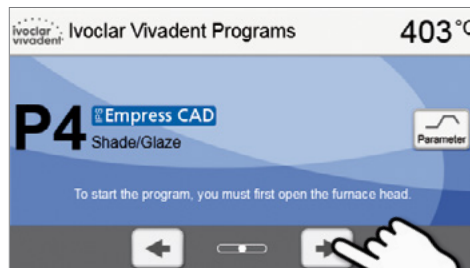 ivoclar vivadent Ivoclar Vivadent Programs 403°C
P4 IPS Empress CAD
Shade/Glaze
Parameter
To start the program, you must first open the furnace head.